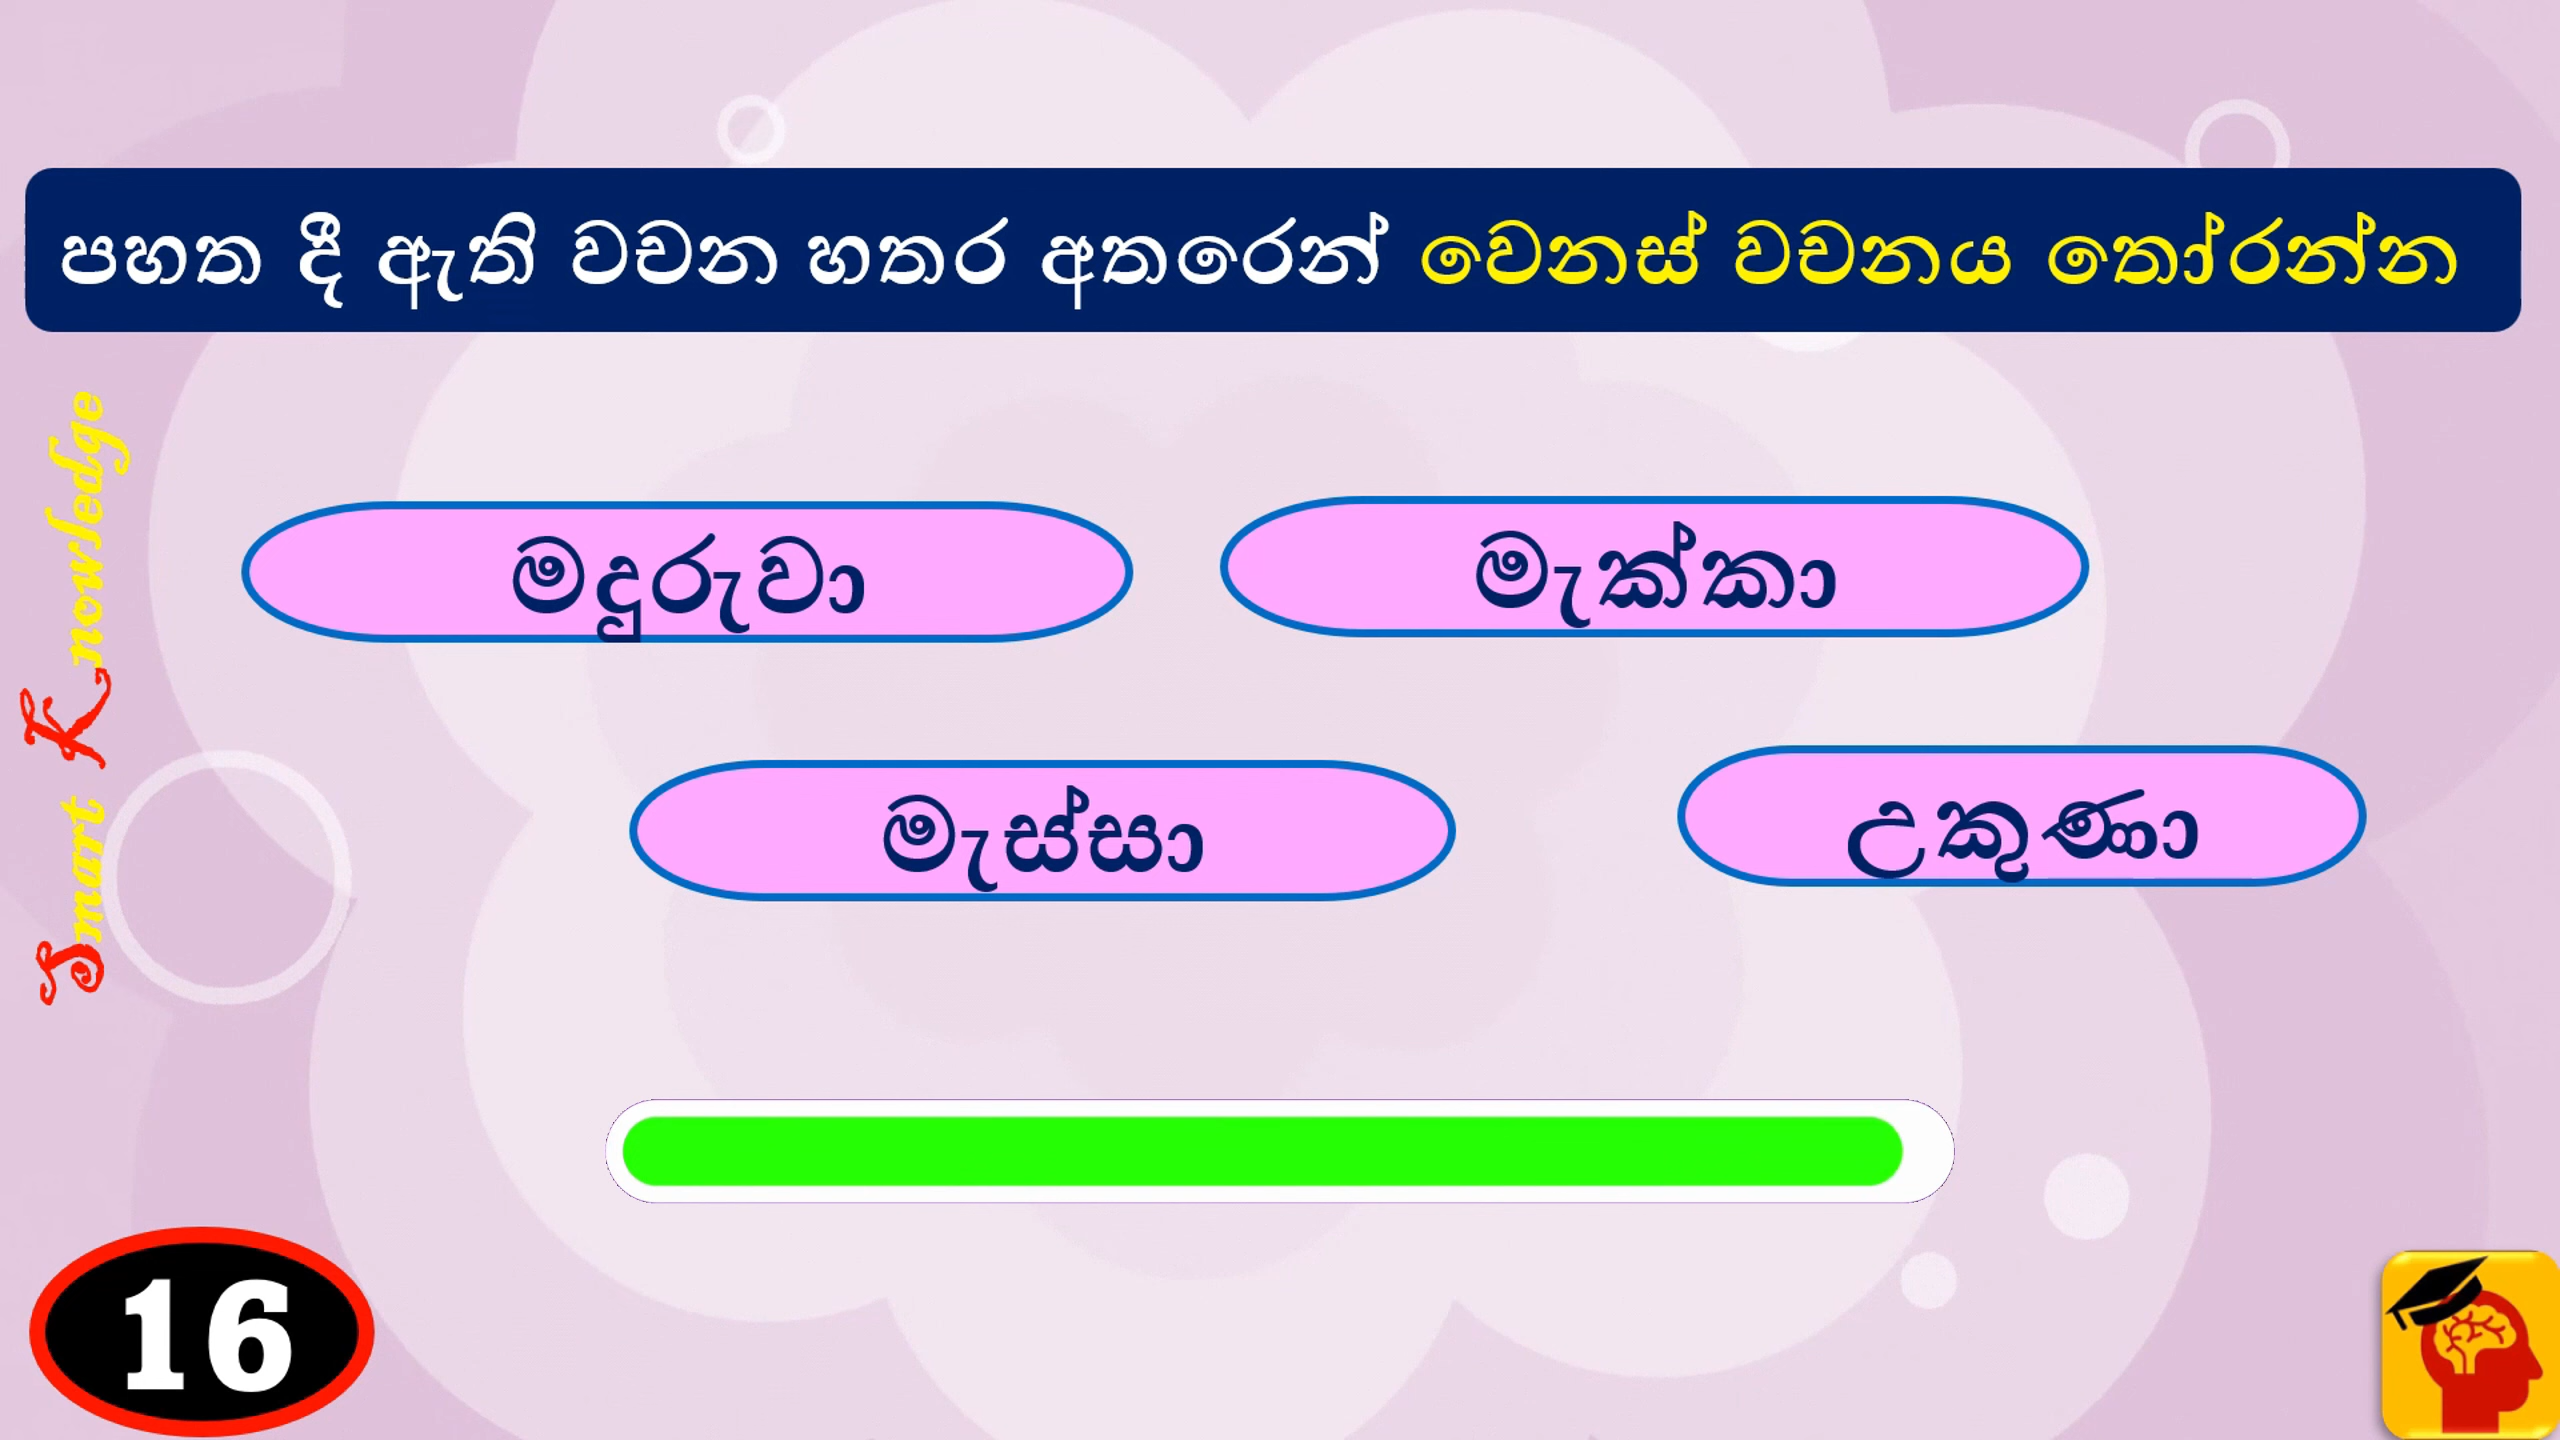 පහත දී ඇති වචන හතර අතරෙන් වෙනස් වචනය තෝරන්න
මදුරුවා
මැක්කා
මැස්සා
උකුණා
Smart Knowledge
16